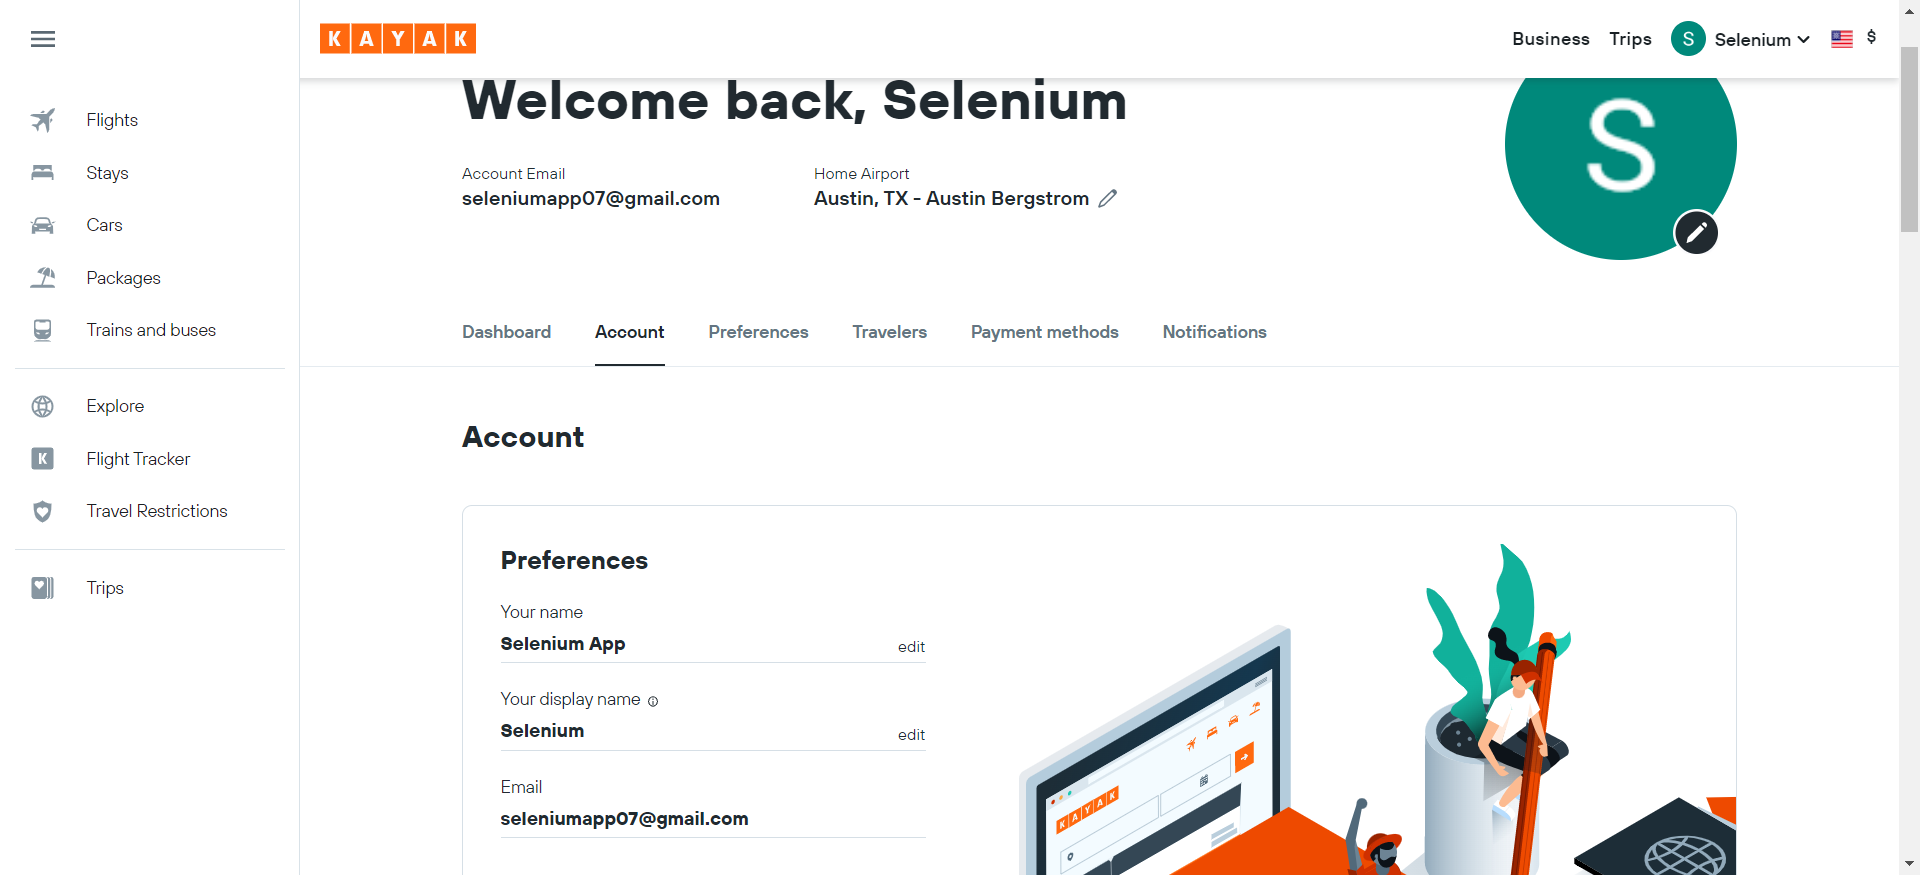 KAYAK
Business
Trips
S
Selenium
$
Flights
Stays
Cars
Packages
Trains and buses
Explore
K
Flight Tracker
Travel Restrictions
Trips
Welcome back, Selenium
S
Account Email
seleniumapp07@gmail.com
Home Airport
Austin, TX - Austin Bergstrom
Dashboard
Account
Preferences
Travelers
Payment methods
Notifications
Account
Preferences
Your name
Selenium App
edit
Your display name
Selenium
edit
Email
seleniumapp07@gmail.com
KAYAK